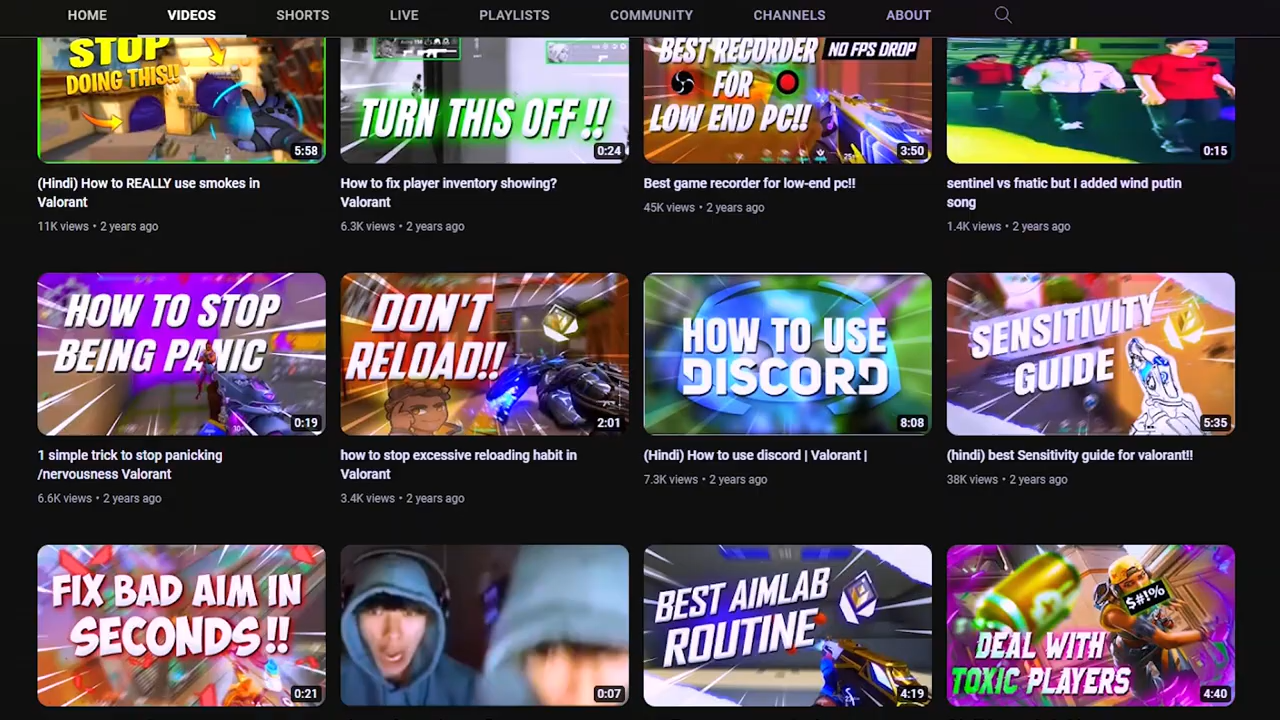 HOME VIDEOS SHORTS LIVE PLAYLISTS COMMUNITY CHANNELS ABOUT
STOP
DOING THIS!!
5:58
TURN THIS OFF !!
0:24
BEST RECORDER
FOR
LOW END PC!!
NO FPS DROP
3:50
0:15
(Hindi) How to REALLY use smokes in
Valorant
11K views • 2 years ago
How to fix player inventory showing?
Valorant
6.3K views • 2 years ago
Best game recorder for low-end pc!!
45K views • 2 years ago
sentinel vs fnatic but I added wind putin
song
1.4K views • 2 years ago
HOW TO STOP
BEING PANIC
0:19
DON'T
RELOAD!!
2:01
HOW TO USE
DISCORD
8:08
SENSITIVITY
GUIDE
5:35
1 simple trick to stop panicking
/nervousness Valorant
6.6K views • 2 years ago
how to stop excessive reloading habit in
Valorant
3.4K views • 2 years ago
(Hindi) How to use discord | Valorant |
7.3K views • 2 years ago
(hindi) best Sensitivity guide for valorant!!
38K views • 2 years ago
FIX BAD AIM IN
SECONDS !!
0:21
0:07
BEST AIMLAB
ROUTINE
4:19
$#!%
DEAL WITH
TOXIC PLAYERS
4:40